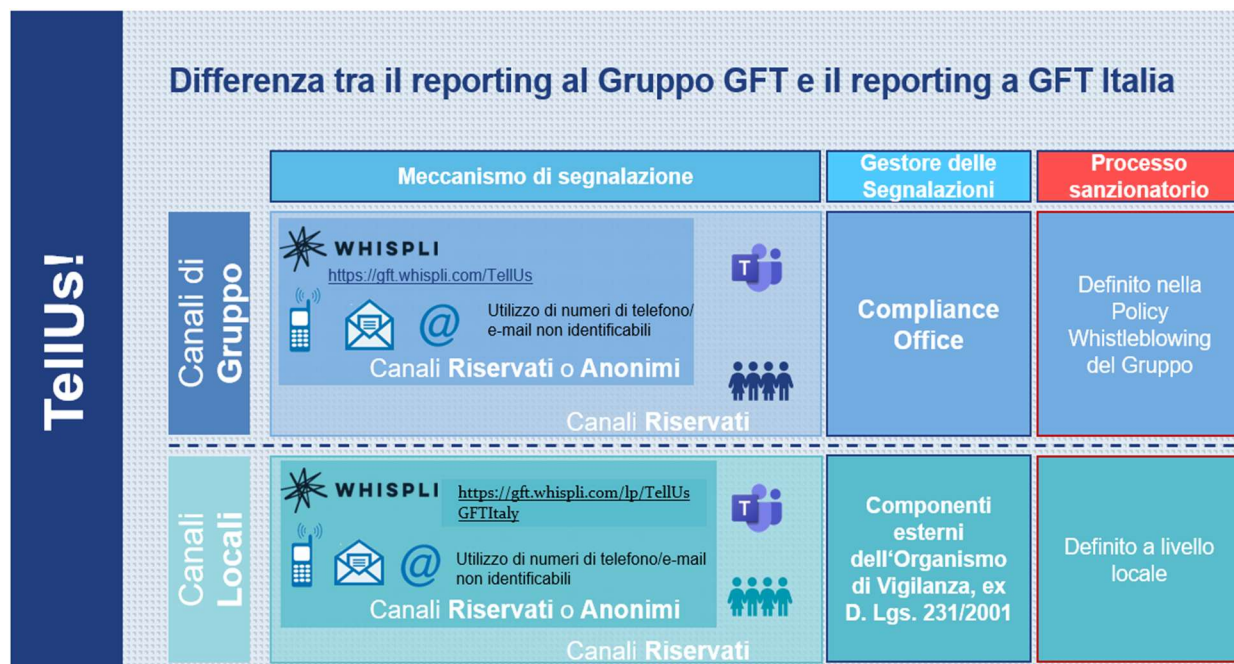 TellUs!
Differenza tra il reporting al Gruppo GFT e il reporting a GFT Italia
Meccanismo di segnalazione
Gestore delle
Segnalazioni
Processo
sanzionatorio
Canali di
Gruppo
WHISPLI
https://gft.whispli.com/TellUs
Utilizzo di numeri di telefono/
e-mail non identificabili
@
Canali Riservati o Anonimi
T
Canali Riservati
Compliance
Office
Definito nella
Policy
Whistleblowing
del Gruppo
Canali
Locali
WHISPLI
https://gft.whispli.com/lp/TellUs
GFTItaly
Utilizzo di numeri di telefono/e-mail
non identificabili
@
Canali Riservati o Anonimi
T
Canali Riservati
Componenti
esterni
dell‘Organismo
di Vigilanza, ex
D. Lgs. 231/2001
Definito a livello
locale